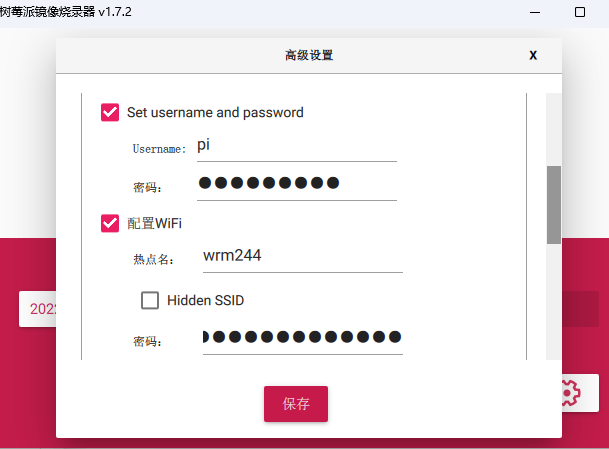 树莓派镜像烧录器 v1.7.2
高级设置
X
Set username and password
Username: pi
密码： ●●●●●●●●●
配置WiFi
热点名： wrm244
Hidden SSID
密码： ●●●●●●●●●●●●●●
2022
保存